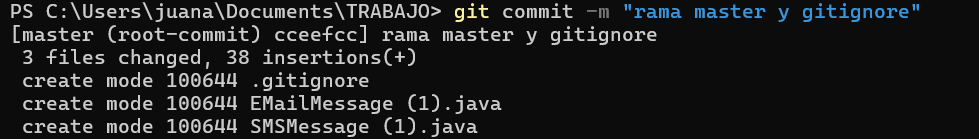 PS C:\Users\juana\Documents\TRABAJO> git commit -m "rama master y gitignore"
[master (root-commit) cceefcc] rama master y gitignore
 3 files changed, 38 insertions(+)
 create mode 100644 .gitignore
 create mode 100644 EMailMessage (1).java
 create mode 100644 SMSMessage (1).java